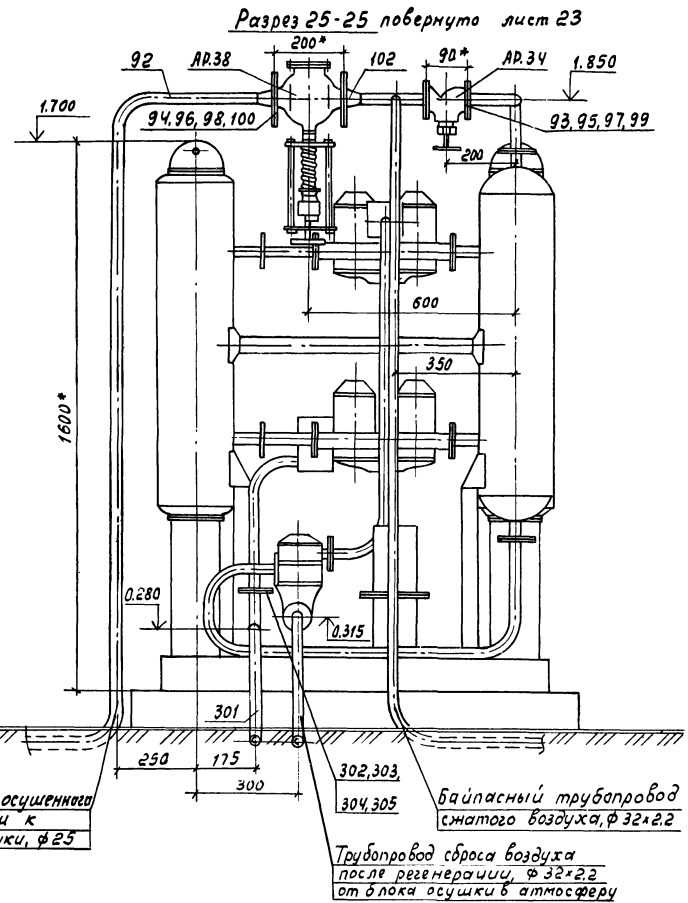 Разрез 25-25 повернуто лист 23
200*
92
АР.38
102
90*
АР.34
1.850
1.700
94,96,98,100
93,95,97,99
200
600
350
1600*
0.280
0.315
301
250
175
300
302,303,
304,305
осушенного
и к
ки, ф25
Байпасный трубопровод
сжатого воздуха, ф32×2.2
Трубопровод сброса воздуха
после регенерации, ф32×2,2
от блока осушки в атмосферу